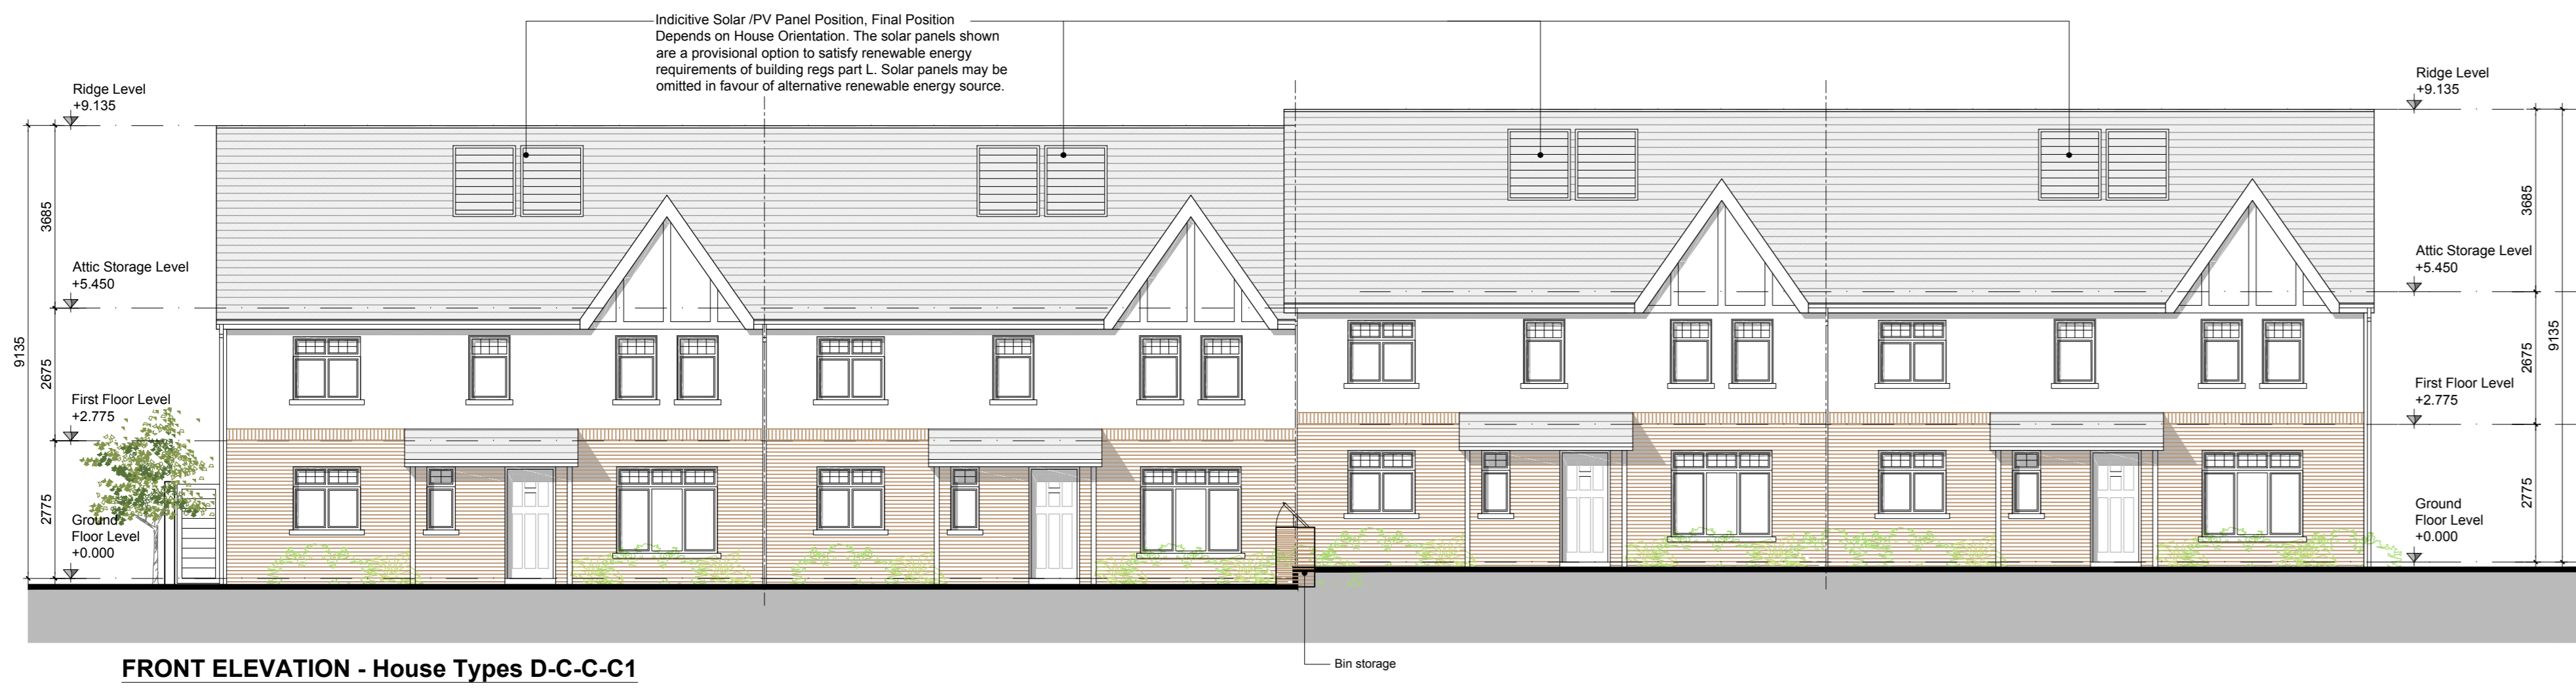 Indicitive Solar /PV Panel Position, Final Position
Depends on House Orientation. The solar panels shown
are a provisional option to satisfy renewable energy
requirements of building regs part L. Solar panels may be
omitted in favour of alternative renewable energy source.
Ridge Level
+9.135
Attic Storage Level
+5.450
First Floor Level
+2.775
Ground
Floor Level
+0.000
9135
3685
2675
2775
Ridge Level
+9.135
Attic Storage Level
+5.450
First Floor Level
+2.775
Ground
Floor Level
+0.000
3685
2675
2775
9135
Bin storage
FRONT ELEVATION - House Types D-C-C-C1